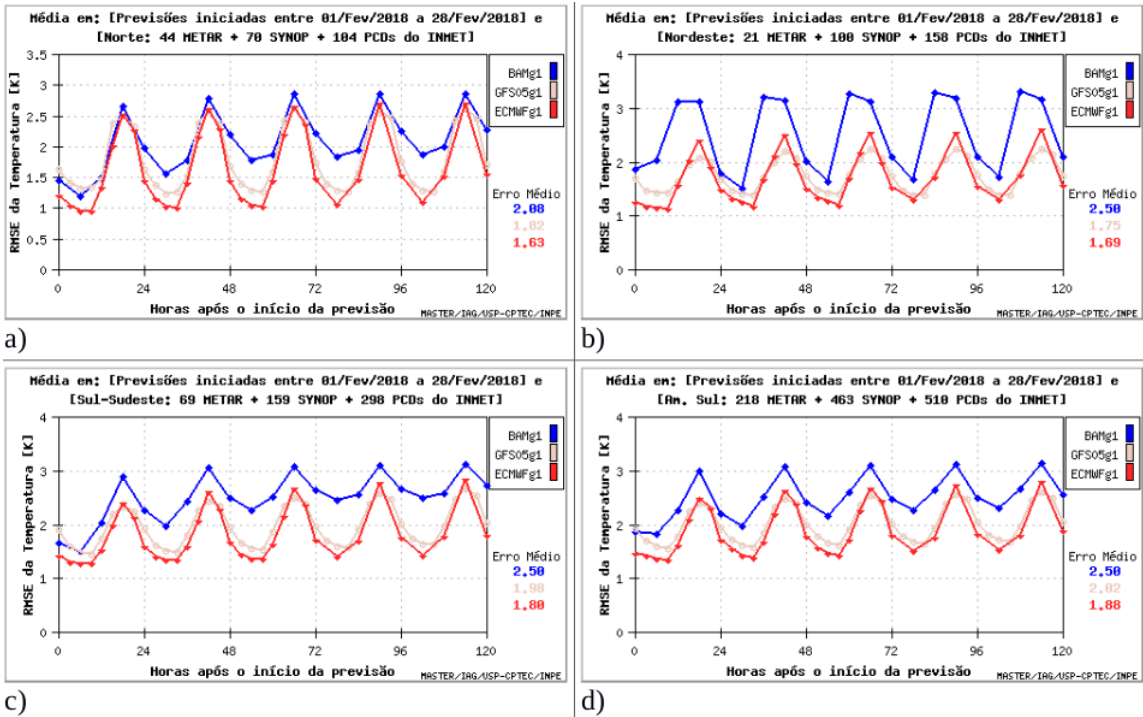 Média em: [Previsões iniciadas entre 01/Fev/2018 a 28/Fev/2018] e
[Norte: 44 METAR + 70 SYNOP + 104 PCDs do INMET]
RMSE da Temperatura [K]
3.5
3
2.5
2
1.5
1
0.5
0
0 24 48 72 96 120
Horas após o início da previsão
BAMg1
GFS05g1
ECMWFg1
Erro Médio
2.08
1.82
1.63
MASTER/IAG/USP-CPTEC/INPE
a)
Média em: [Previsões iniciadas entre 01/Fev/2018 a 28/Fev/2018] e
[Nordeste: 21 METAR + 100 SYNOP + 158 PCDs do INMET]
RMSE da Temperatura [K]
4
3
2
1
0
0 24 48 72 96 120
Horas após o início da previsão
BAMg1
GFS05g1
ECMWFg1
Erro Médio
2.50
1.75
1.69
MASTER/IAG/USP-CPTEC/INPE
b)
Média em: [Previsões iniciadas entre 01/Fev/2018 a 28/Fev/2018] e
[Sul-Sudeste: 69 METAR + 159 SYNOP + 298 PCDs do INMET]
RMSE da Temperatura [K]
4
3
2
1
0
0 24 48 72 96 120
Horas após o início da previsão
BAMg1
GFS05g1
ECMWFg1
Erro Médio
2.50
1.98
1.80
MASTER/IAG/USP-CPTEC/INPE
c)
Média em: [Previsões iniciadas entre 01/Fev/2018 a 28/Fev/2018] e
[Am. Sul: 218 METAR + 463 SYNOP + 510 PCDs do INMET]
RMSE da Temperatura [K]
4
3
2
1
0
0 24 48 72 96 120
Horas após o início da previsão
BAMg1
GFS05g1
ECMWFg1
Erro Médio
2.50
2.02
1.88
MASTER/IAG/USP-CPTEC/INPE
d)